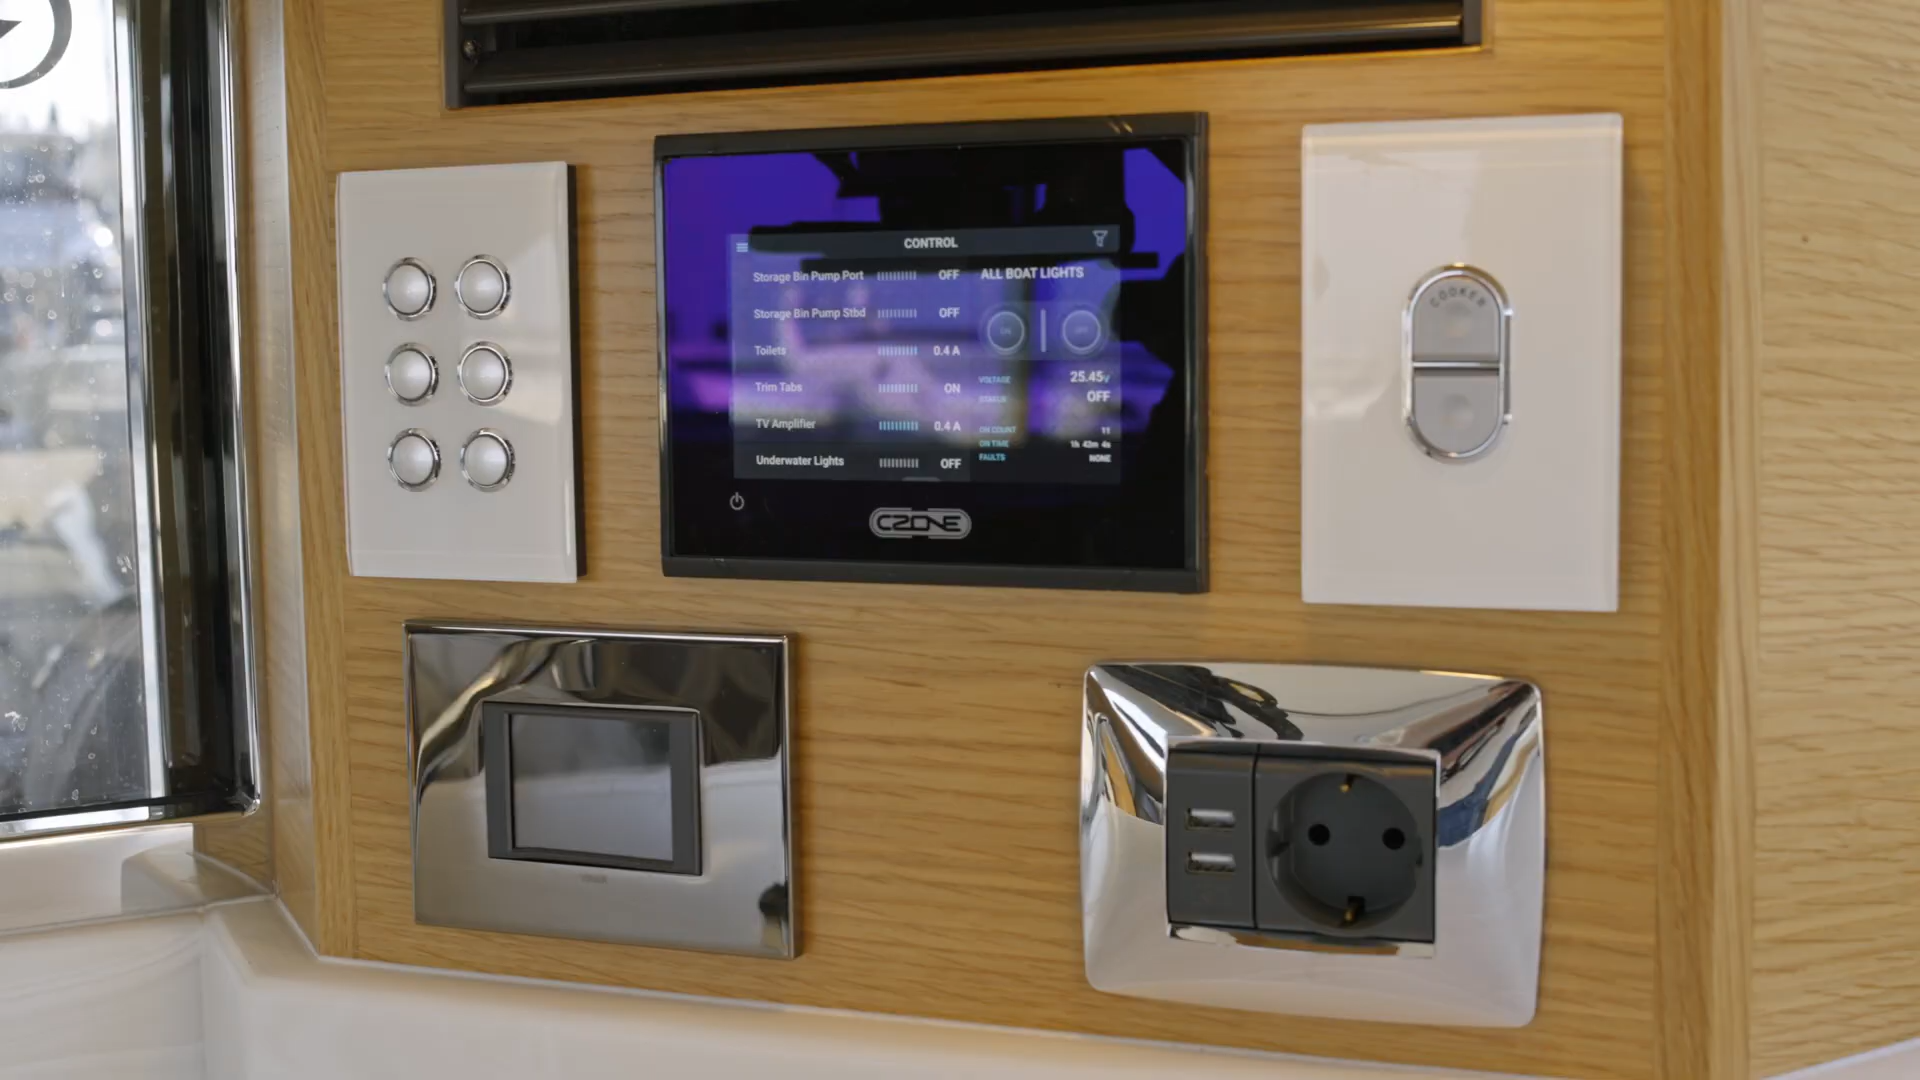 CONTROL
Storage Bin Pump Port OFF
Storage Bin Pump Stbd OFF
Toilets 0.4 A
Trim Tabs ON
TV Amplifier 0.4 A
Underwater Lights OFF
ALL BOAT LIGHTS
ON OFF
VOLTAGE 25.45V
STATUS OFF
ON COUNT 11
ON TIME 1h 42m 4s
FAULTS NONE
CZONE
COOKER